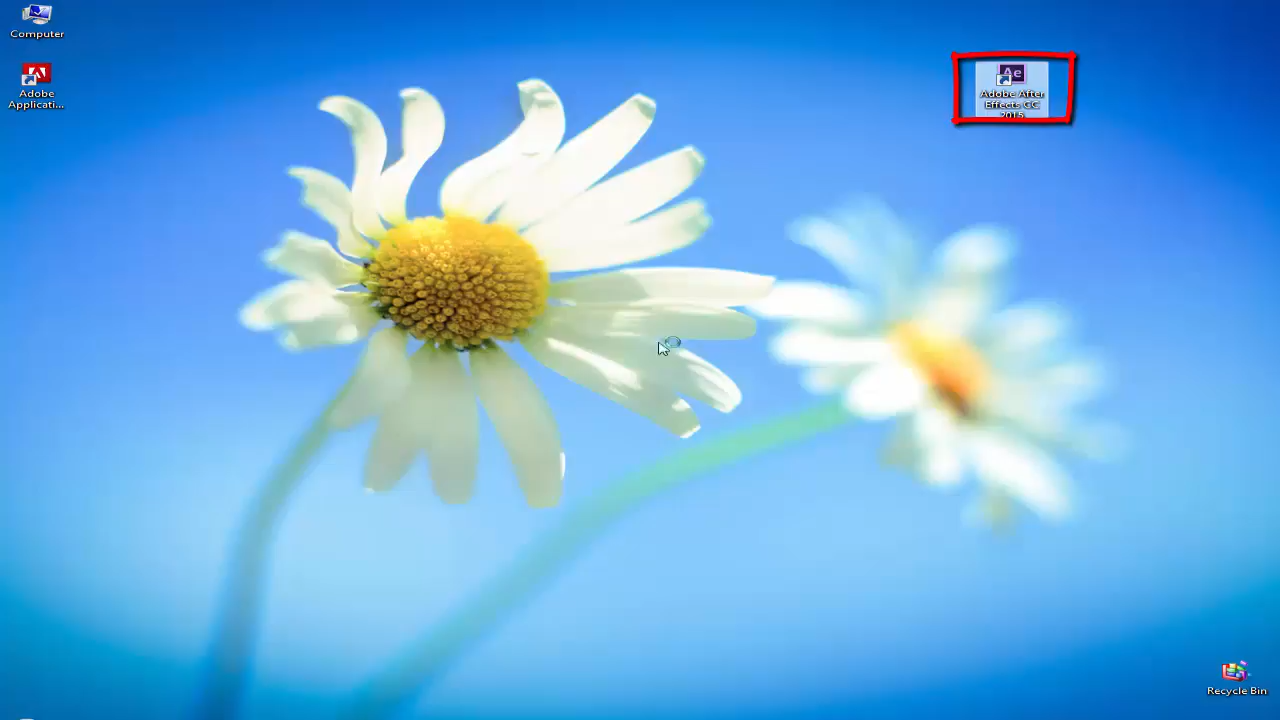 Computer
Adobe
Applicati...
Ae
Adobe After
Effects CC
2015
Recycle Bin